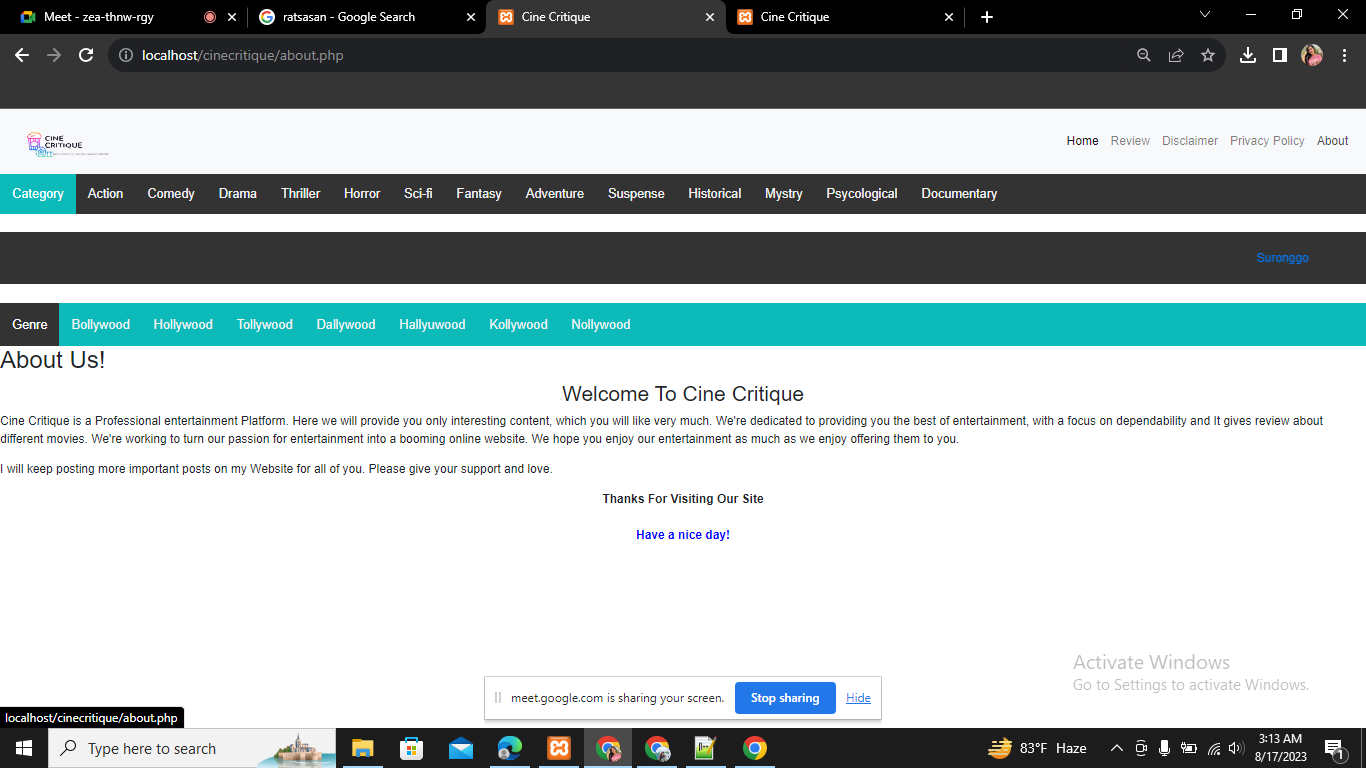 Meet - zea-thnw-rgy
ratsasan - Google Search
Cine Critique
Cine Critique
localhost/cinecritique/about.php
CINE
CRITIQUE
Home Review Disclaimer Privacy Policy About
Category Action Comedy Drama Thriller Horror Sci-fi Fantasy Adventure Suspense Historical Mystry Psycological Documentary
Suronggo
Genre Bollywood Hollywood Tollywood Dallywood Hallyuwood Kollywood Nollywood
About Us!
Welcome To Cine Critique
Cine Critique is a Professional entertainment Platform. Here we will provide you only interesting content, which you will like very much. We're dedicated to providing you the best of entertainment, with a focus on dependability and It gives review about
different movies. We're working to turn our passion for entertainment into a booming online website. We hope you enjoy our entertainment as much as we enjoy offering them to you.
I will keep posting more important posts on my Website for all of you. Please give your support and love.
Thanks For Visiting Our Site
Have a nice day!
Activate Windows
Go to Settings to activate Windows.
meet.google.com is sharing your screen. Stop sharing Hide
localhost/cinecritique/about.php
Type here to search
83°F Haze
3:13 AM
8/17/2023
1